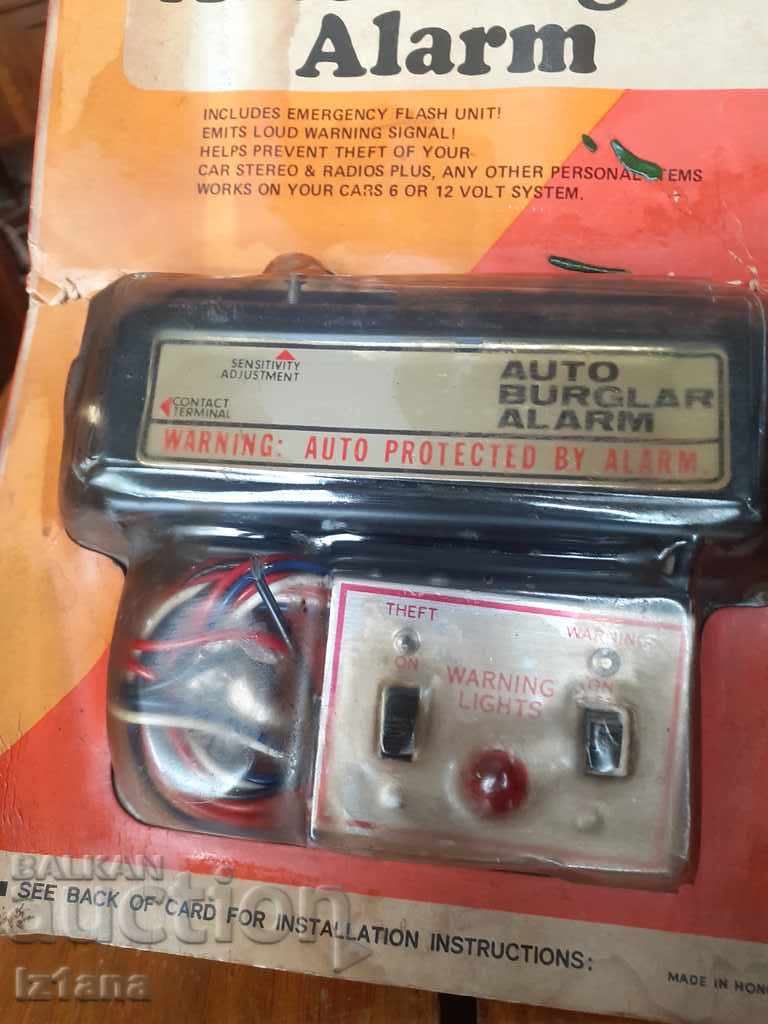 Alarm
INCLUDES EMERGENCY FLASH UNIT!
EMITS LOUD WARNING SIGNAL!
HELPS PREVENT THEFT OF YOUR
CAR STEREO & RADIOS PLUS, ANY OTHER PERSONAL ITEMS
WORKS ON YOUR CARS 6 OR 12 VOLT SYSTEM.
SENSITIVITY
ADJUSTMENT
CONTACT
TERMINAL
AUTO
BURGLAR
ALARM
WARNING: AUTO PROTECTED BY ALARM
THEFT
ON
WARNING
ON
WARNING
LIGHTS
SEE BACK OF CARD FOR INSTALLATION INSTRUCTIONS:
MADE IN HON
BALKAN
auction
Iz1ana